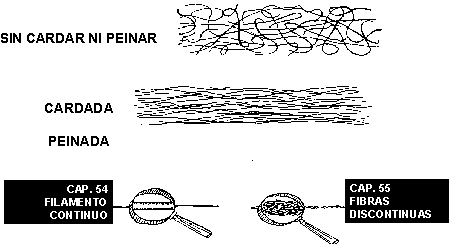 SIN CARDAR NI PEINAR
CARDADA
PEINADA
CAP. 54
FILAMENTO
CONTINUO
CAP. 55
FIBRAS
DISCONTINUAS